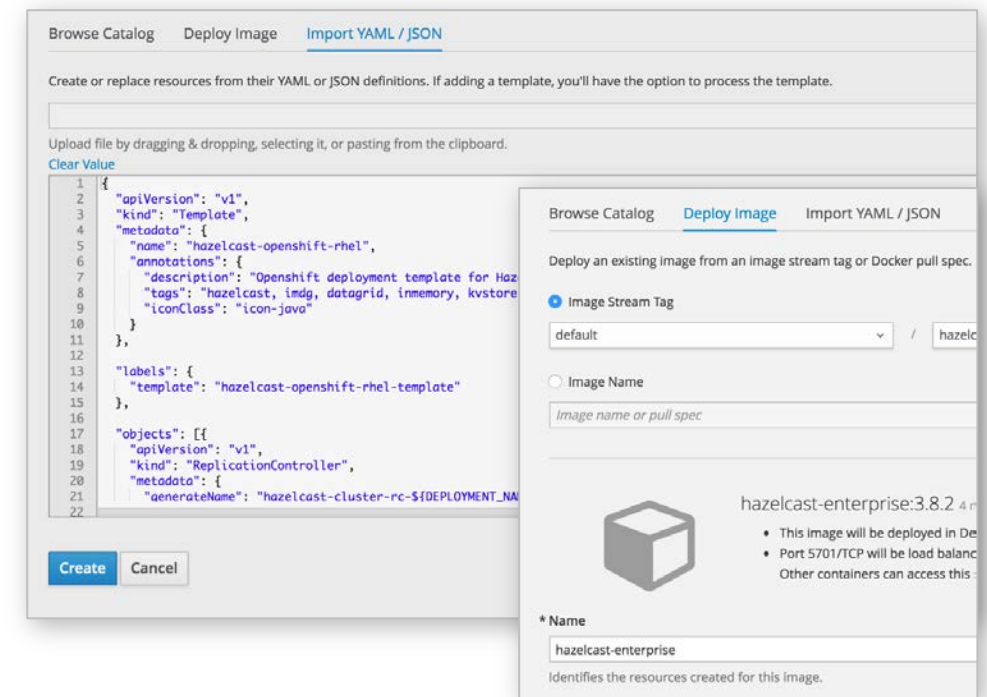 Browse Catalog Deploy Image Import YAML / JSON
Create or replace resources from their YAML or JSON definitions. If adding a template, you'll have the option to process the template.
Upload file by dragging & dropping, selecting it, or pasting from the clipboard.
Clear Value
1 {
2 "apiVersion": "v1",
3 "kind": "Template",
4 "metadata": {
5 "name": "hazelcast-openshift-rhel",
6 "annotations": {
7 "description": "Openshift deployment template for Haz
8 "tags": "hazelcast, imdg, datagrid, inmemory, kvstore
9 "iconClass": "icon-java"
10 }
11 },
12
13 "labels": {
14 "template": "hazelcast-openshift-rhel-template"
15 },
16
17 "objects": [{
18 "apiVersion": "v1",
19 "kind": "ReplicationController",
20 "metadata": {
21 "generateName": "hazelcast-cluster-rc-${DEPLOYMENT_NA
22
Create Cancel
Browse Catalog Deploy Image Import YAML / JSON
Deploy an existing image from an image stream tag or Docker pull spec.
Image Stream Tag
default / hazelc
Image Name
Image name or pull spec
hazelcast-enterprise:3.8.2 4
• This image will be deployed in De
• Port 5701/TCP will be load balanc
Other containers can access this
* Name
hazelcast-enterprise
Identifies the resources created for this image.